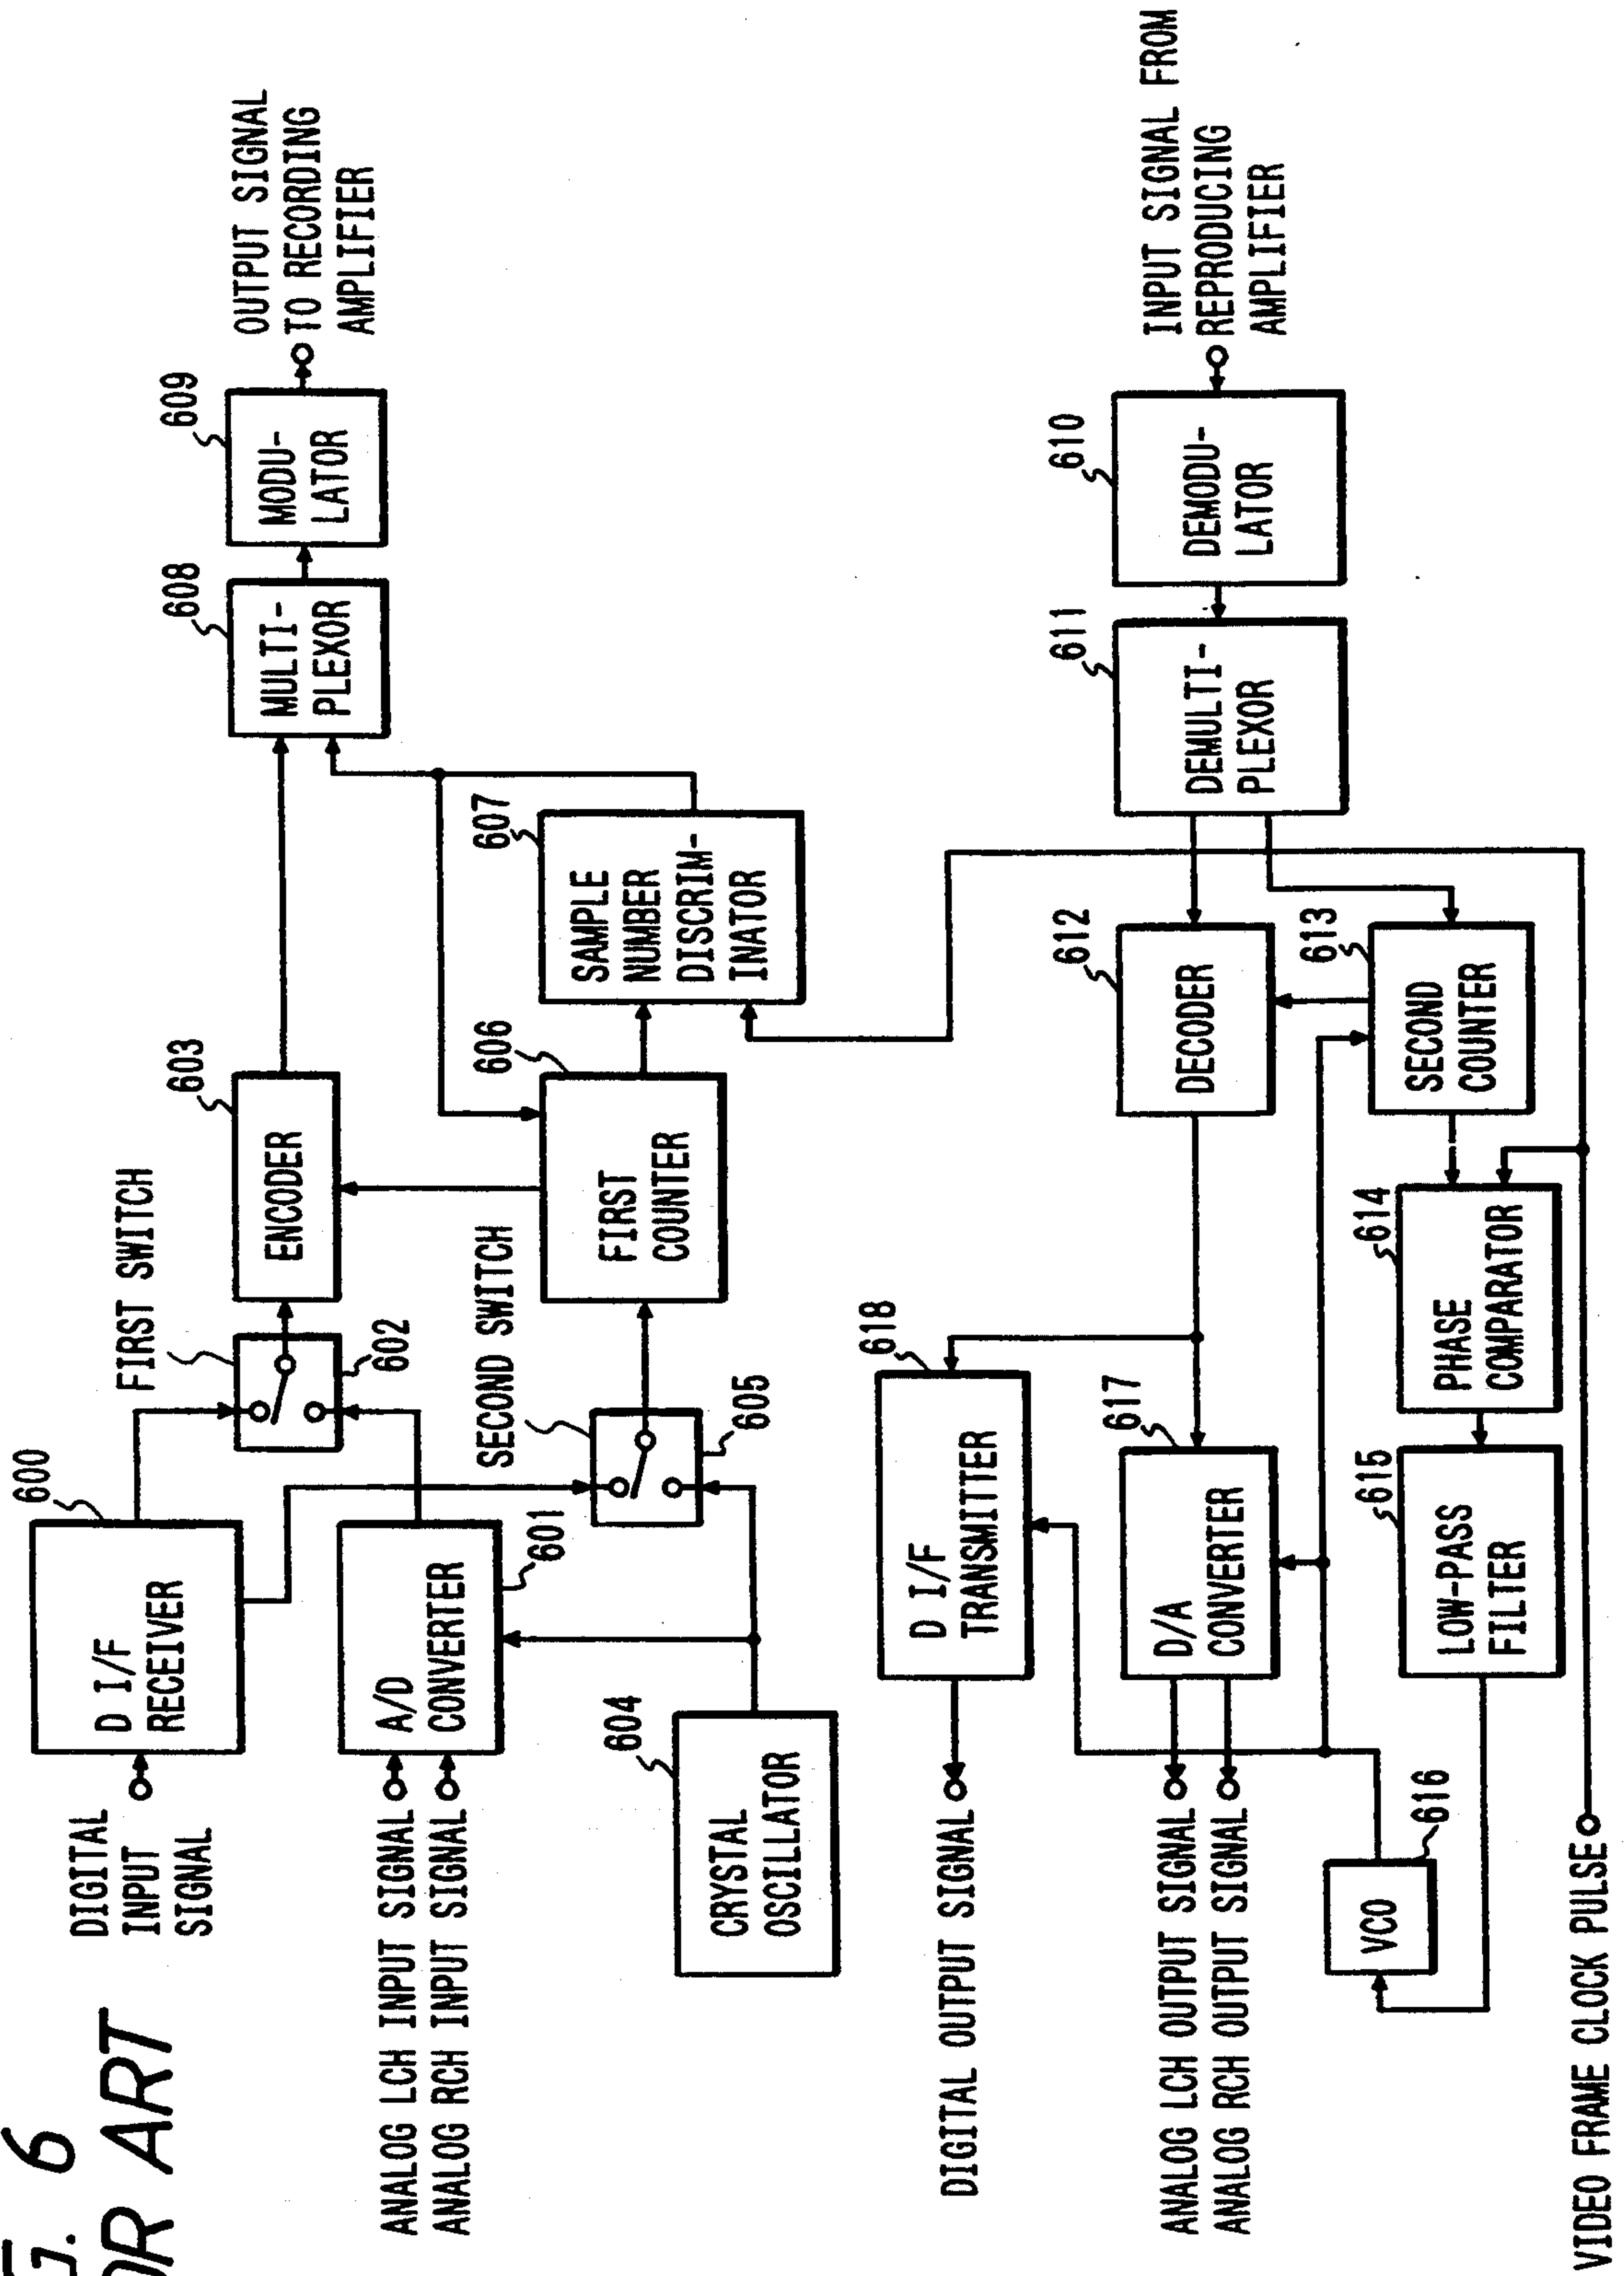 G. 6
OR ART
DIGITAL
INPUT
SIGNAL
600
D I/F
RECEIVER
FIRST SWITCH
602
603
ENCODER
608
MULTI-
PLEXOR
609
MODU-
LATOR
OUTPUT SIGNAL
TO RECORDING
AMPLIFIER
ANALOG LCH INPUT SIGNAL
ANALOG RCH INPUT SIGNAL
A/D
CONVERTER
601
SECOND SWITCH
605
606
FIRST
COUNTER
607
SAMPLE
NUMBER
DISCRIM-
INATOR
604
CRYSTAL
OSCILLATOR
DIGITAL OUTPUT SIGNAL
618
D I/F
TRANSMITTER
ANALOG LCH OUTPUT SIGNAL
ANALOG RCH OUTPUT SIGNAL
617
D/A
CONVERTER
612
DECODER
611
DEMULTI-
PLEXOR
610
DEMODU-
LATOR
INPUT SIGNAL FROM
REPRODUCING
AMPLIFIER
VCO
616
615
LOW-PASS
FILTER
614
PHASE
COMPARATOR
613
SECOND
COUNTER
VIDEO FRAME CLOCK PULSE